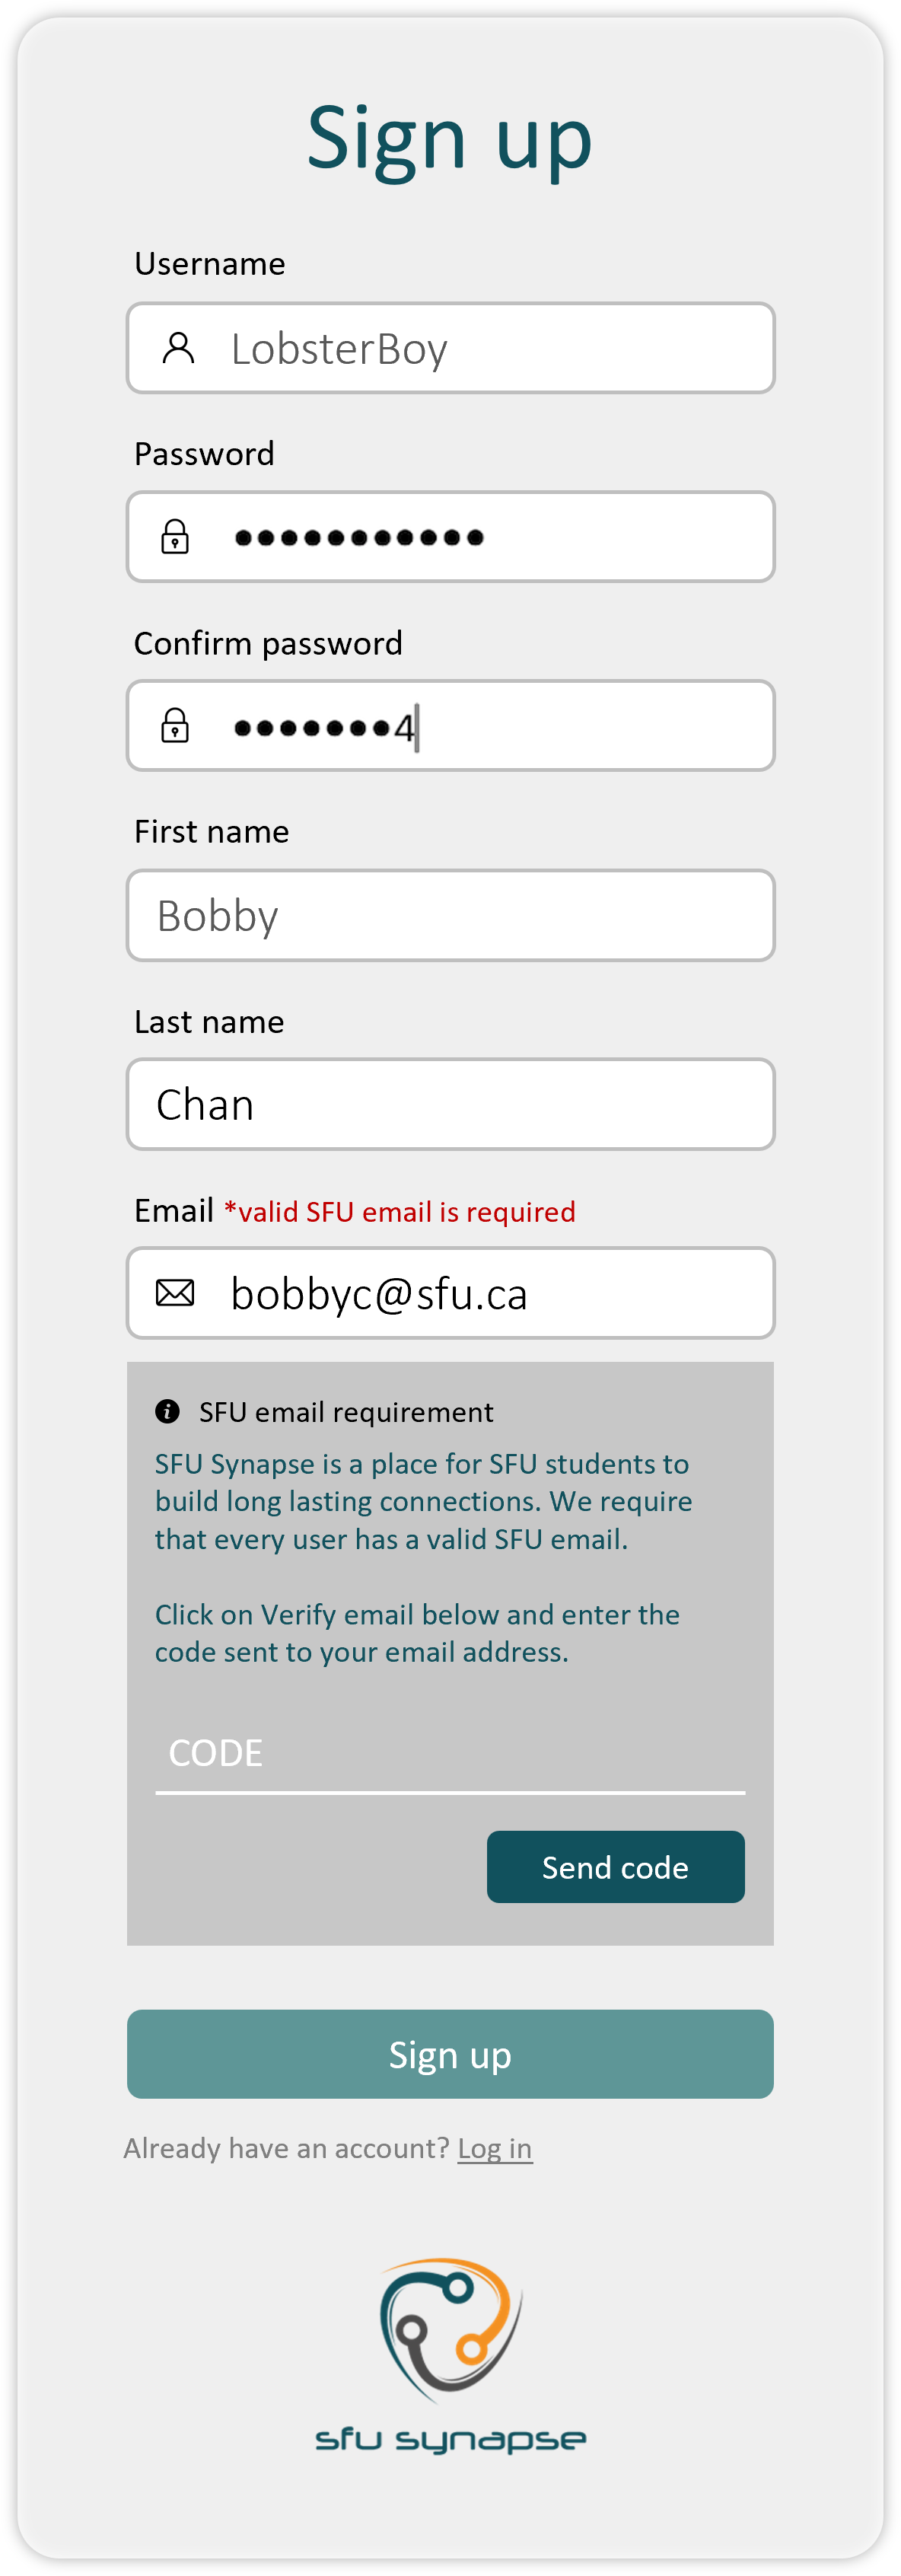 Sign up
Username
LobsterBoy
Password
●●●●●●●●●●●
Confirm password
●●●●●●●4
First name
Bobby
Last name
Chan
Email *valid SFU email is required
bobbyc@sfu.ca
SFU email requirement
SFU Synapse is a place for SFU students to
build long lasting connections. We require
that every user has a valid SFU email.
Click on Verify email below and enter the
code sent to your email address.
CODE
Send code
Sign up
Already have an account? Log in
sfu synapse